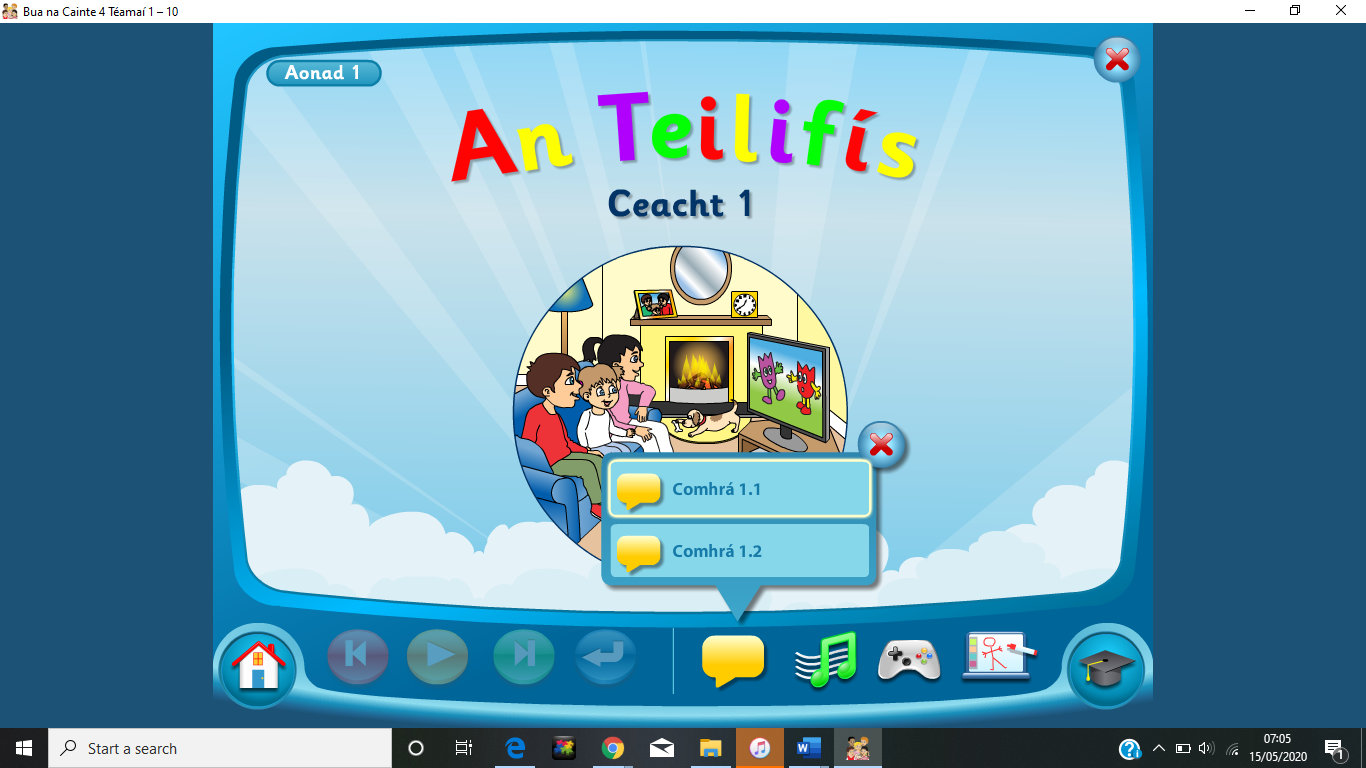 Bua na Cainte 4 Téamaí 1 – 10
Aonad 1
An Teilifís
Ceacht 1
Comhrá 1.1
Comhrá 1.2
Start a search
07:05
15/05/2020
1